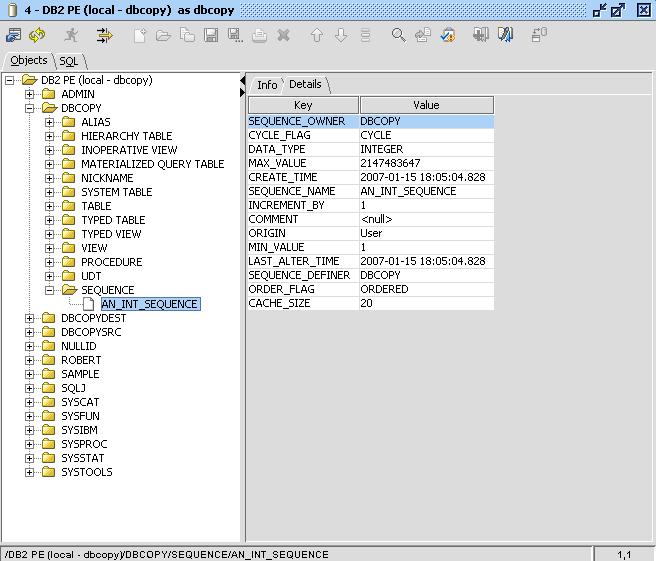 4 - DB2 PE (local - dbcopy)  as dbcopy
Objects SQL
DB2 PE (local - dbcopy)
ADMIN
DBCOPY
ALIAS
HIERARCHY TABLE
INOPERATIVE VIEW
MATERIALIZED QUERY TABLE
NICKNAME
SYSTEM TABLE
TABLE
TYPED TABLE
TYPED VIEW
VIEW
PROCEDURE
UDT
SEQUENCE
AN_INT_SEQUENCE
DBCOPYDEST
DBCOPYSRC
NULLID
ROBERT
SAMPLE
SQLJ
SYSCAT
SYSFUN
SYSIBM
SYSPROC
SYSSTAT
SYSTOOLS
Info Details
Key Value
SEQUENCE_OWNER DBCOPY
CYCLE_FLAG CYCLE
DATA_TYPE INTEGER
MAX_VALUE 2147483647
CREATE_TIME 2007-01-15 18:05:04.828
SEQUENCE_NAME AN_INT_SEQUENCE
INCREMENT_BY 1
COMMENT <null>
ORIGIN User
MIN_VALUE 1
LAST_ALTER_TIME 2007-01-15 18:05:04.828
SEQUENCE_DEFINER DBCOPY
ORDER_FLAG ORDERED
CACHE_SIZE 20
/DB2 PE (local - dbcopy)/DBCOPY/SEQUENCE/AN_INT_SEQUENCE 1,1